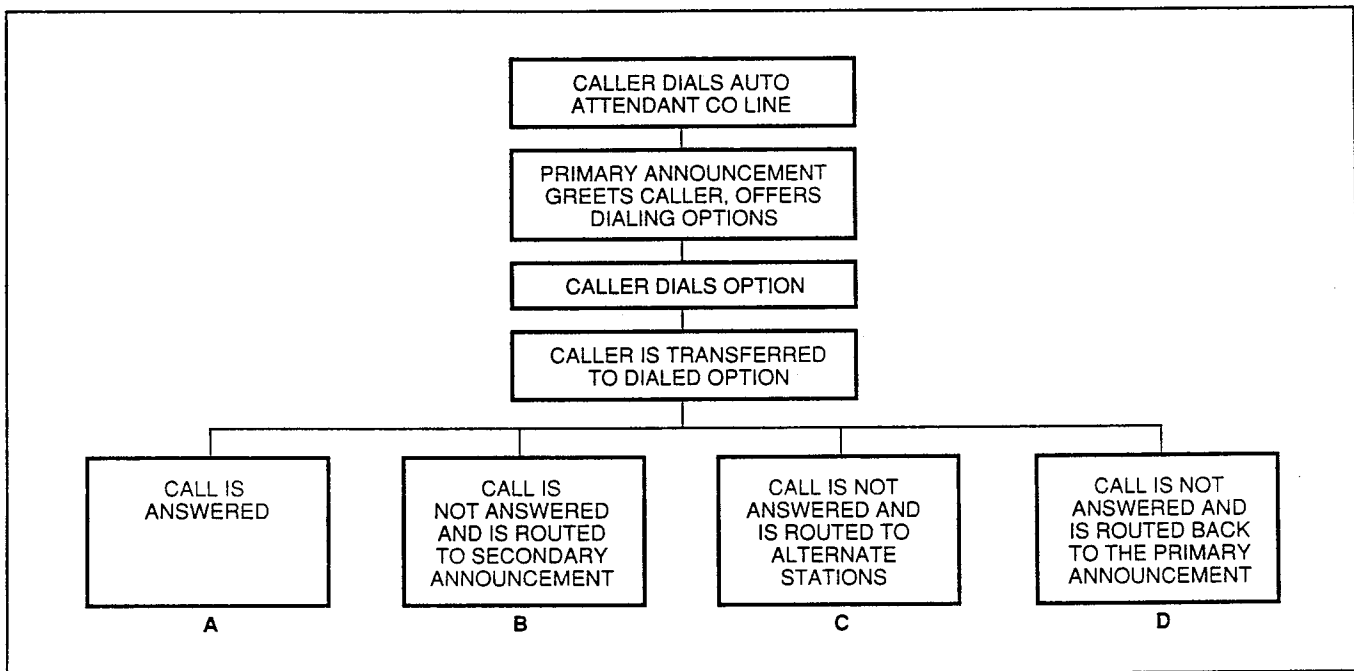 CALLER DIALS AUTO
ATTENDANT CO LINE
PRIMARY ANNOUNCEMENT
GREETS CALLER, OFFERS
DIALING OPTIONS
CALLER DIALS OPTION
CALLER IS TRANSFERRED
TO DIALED OPTION
CALL IS
ANSWERED
A
CALL IS
NOT ANSWERED
AND IS ROUTED
TO SECONDARY
ANNOUNCEMENT
B
CALL IS NOT
ANSWERED AND
IS ROUTED TO
ALTERNATE
STATIONS
C
CALL IS NOT
ANSWERED AND
IS ROUTED BACK
TO THE PRIMARY
ANNOUNCEMENT
D